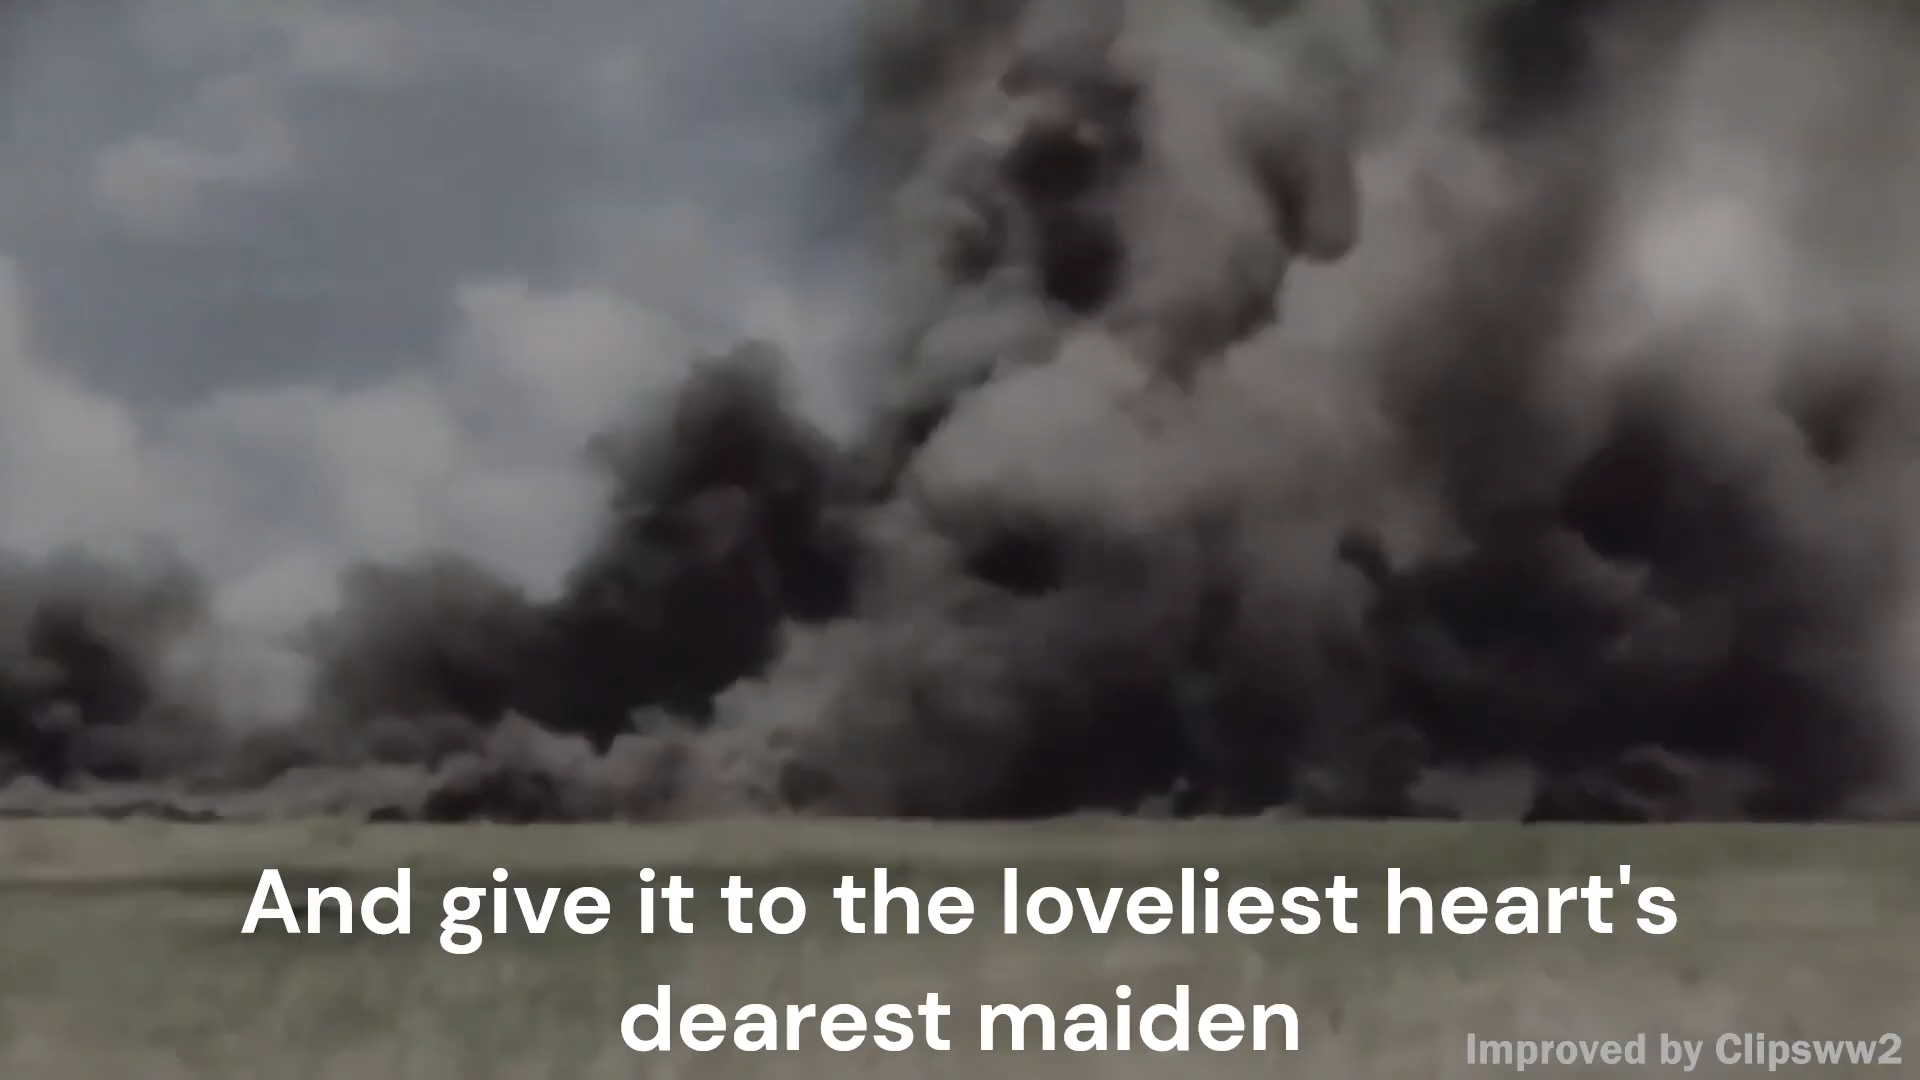 And give it to the loveliest heart's
dearest maiden
Improved by Clipsww2